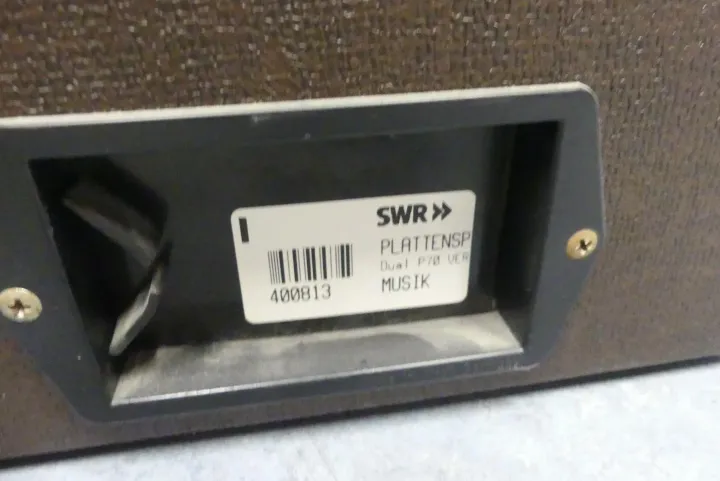 SWR
PLATTENSP
Dual P70 VER
400813
MUSIK